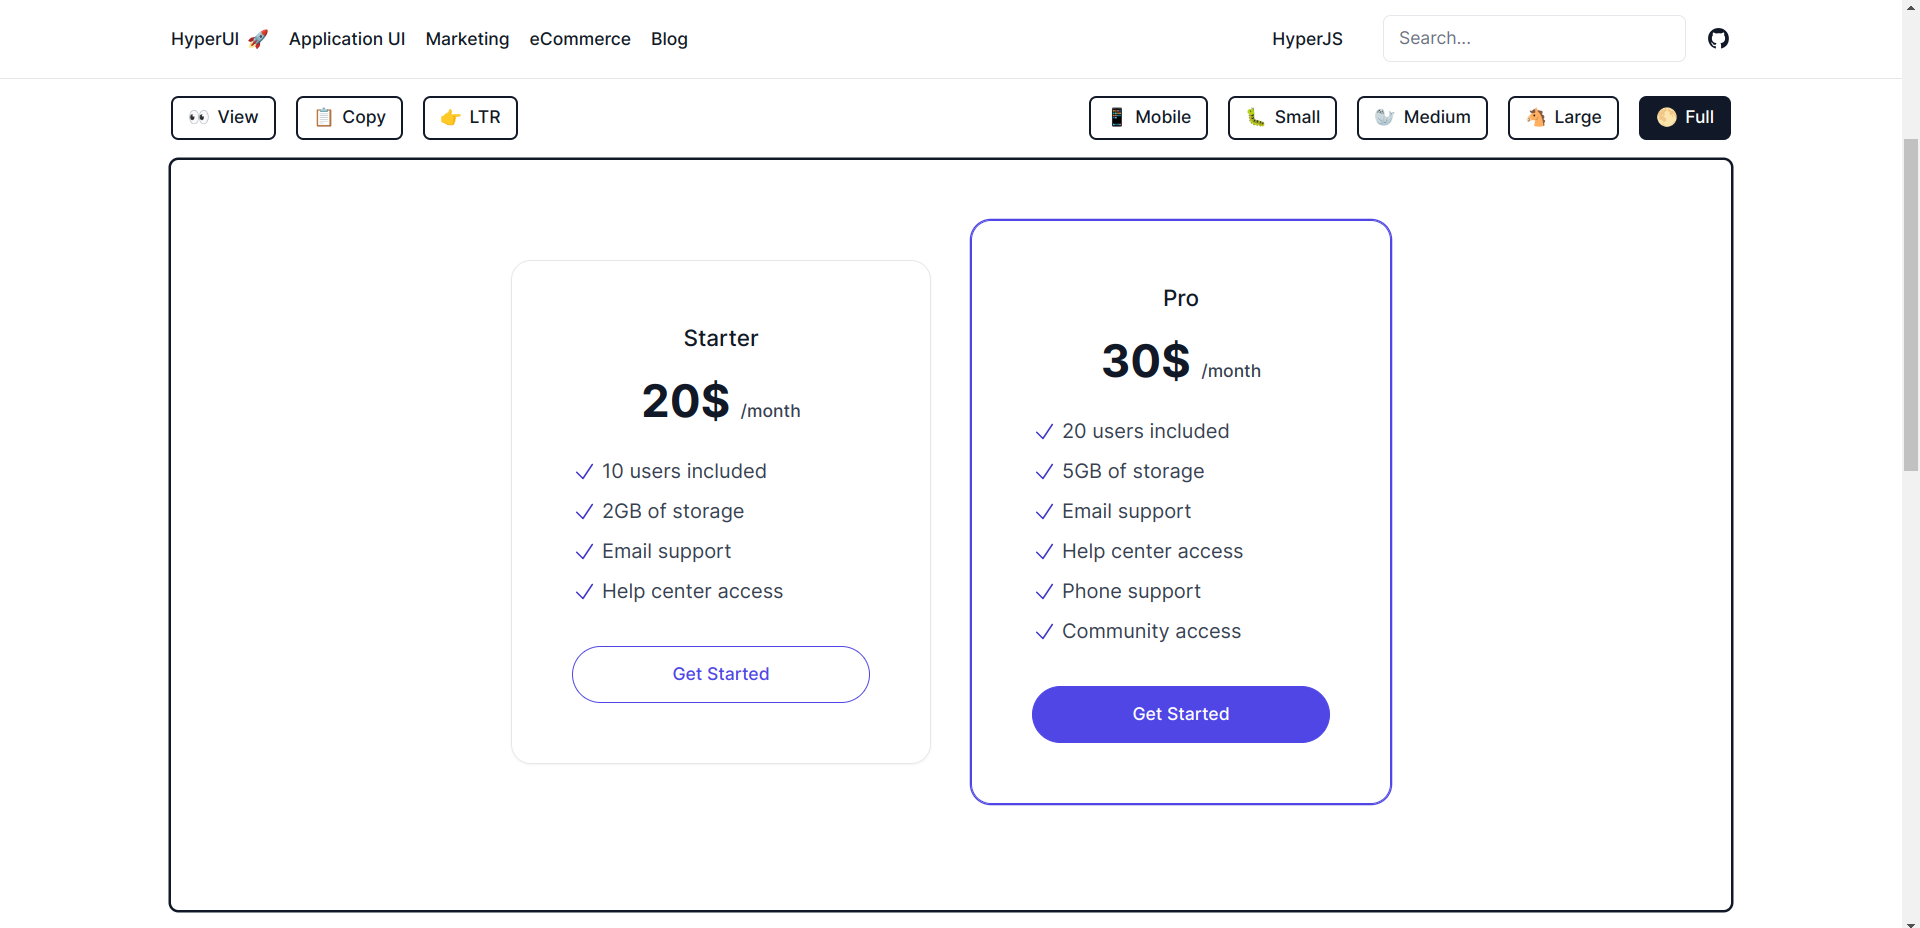 HyperUI 🚀 Application UI Marketing eCommerce Blog HyperJS Search...
👀 View 📋 Copy 👉 LTR 📱 Mobile 🐛 Small 🦭 Medium 🐴 Large 🌕 Full
Starter
20$ /month
10 users included
2GB of storage
Email support
Help center access
Get Started
Pro
30$ /month
20 users included
5GB of storage
Email support
Help center access
Phone support
Community access
Get Started